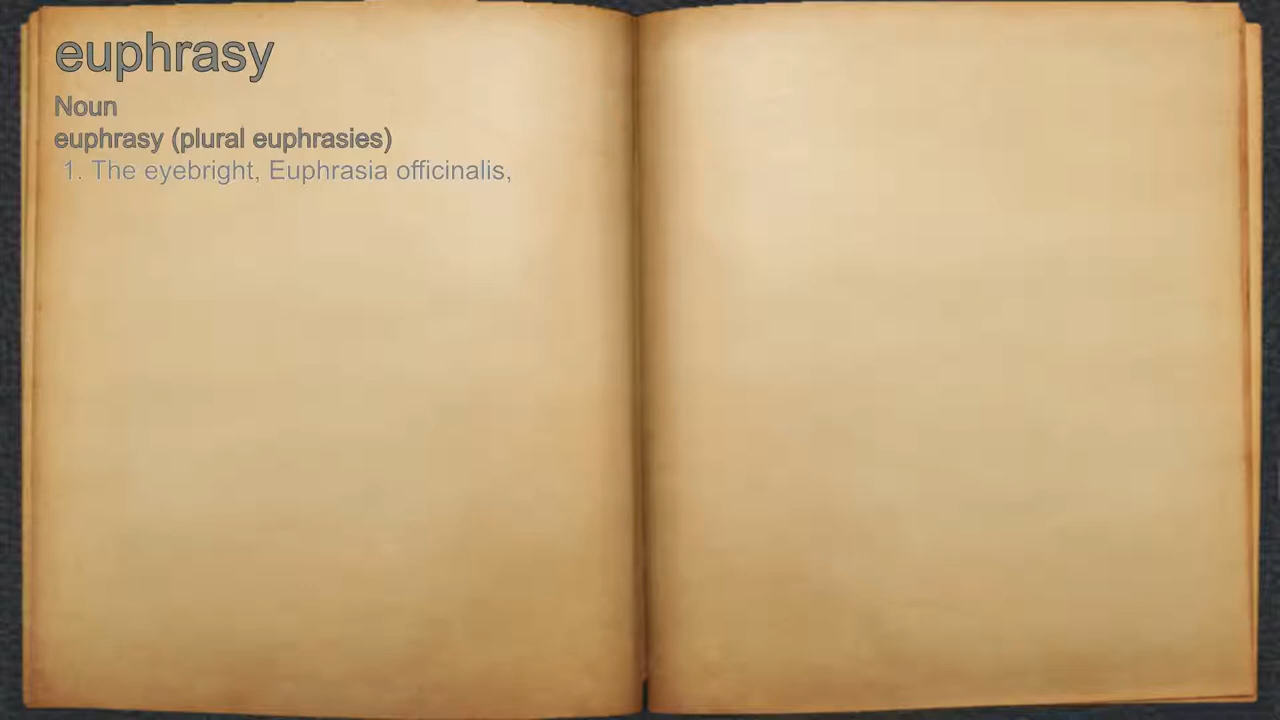 euphrasy
Noun
euphrasy (plural euphrasies)
1. The eyebright, Euphrasia officinalis,